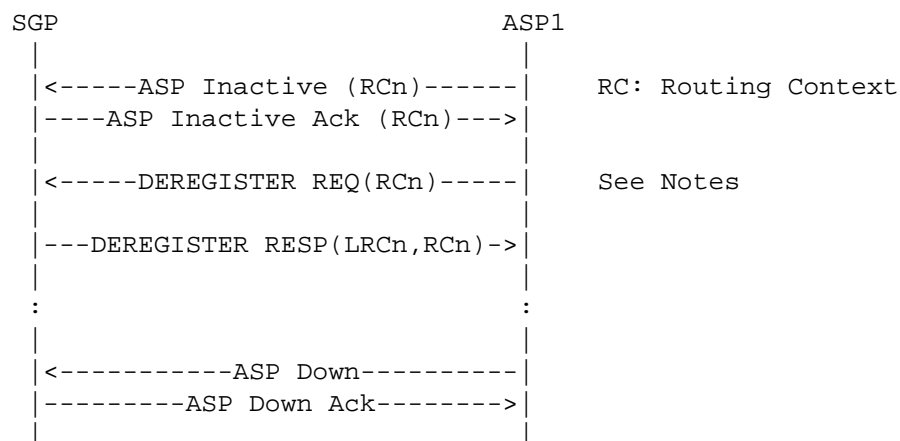 SGP                                 ASP1
 |                                   |
 |<-----ASP Inactive (RCn)------|    RC: Routing Context
 |----ASP Inactive Ack (RCn)--->|
 |                                   |
 |<-----DEREGISTER REQ(RCn)-----|    See Notes
 |                                   |
 |---DEREGISTER RESP(LRCn,RCn)->|
 |                                   |
 :                                   :
 |                                   |
 |<-----------ASP Down----------|
 |---------ASP Down Ack-------->|
 |                                   |